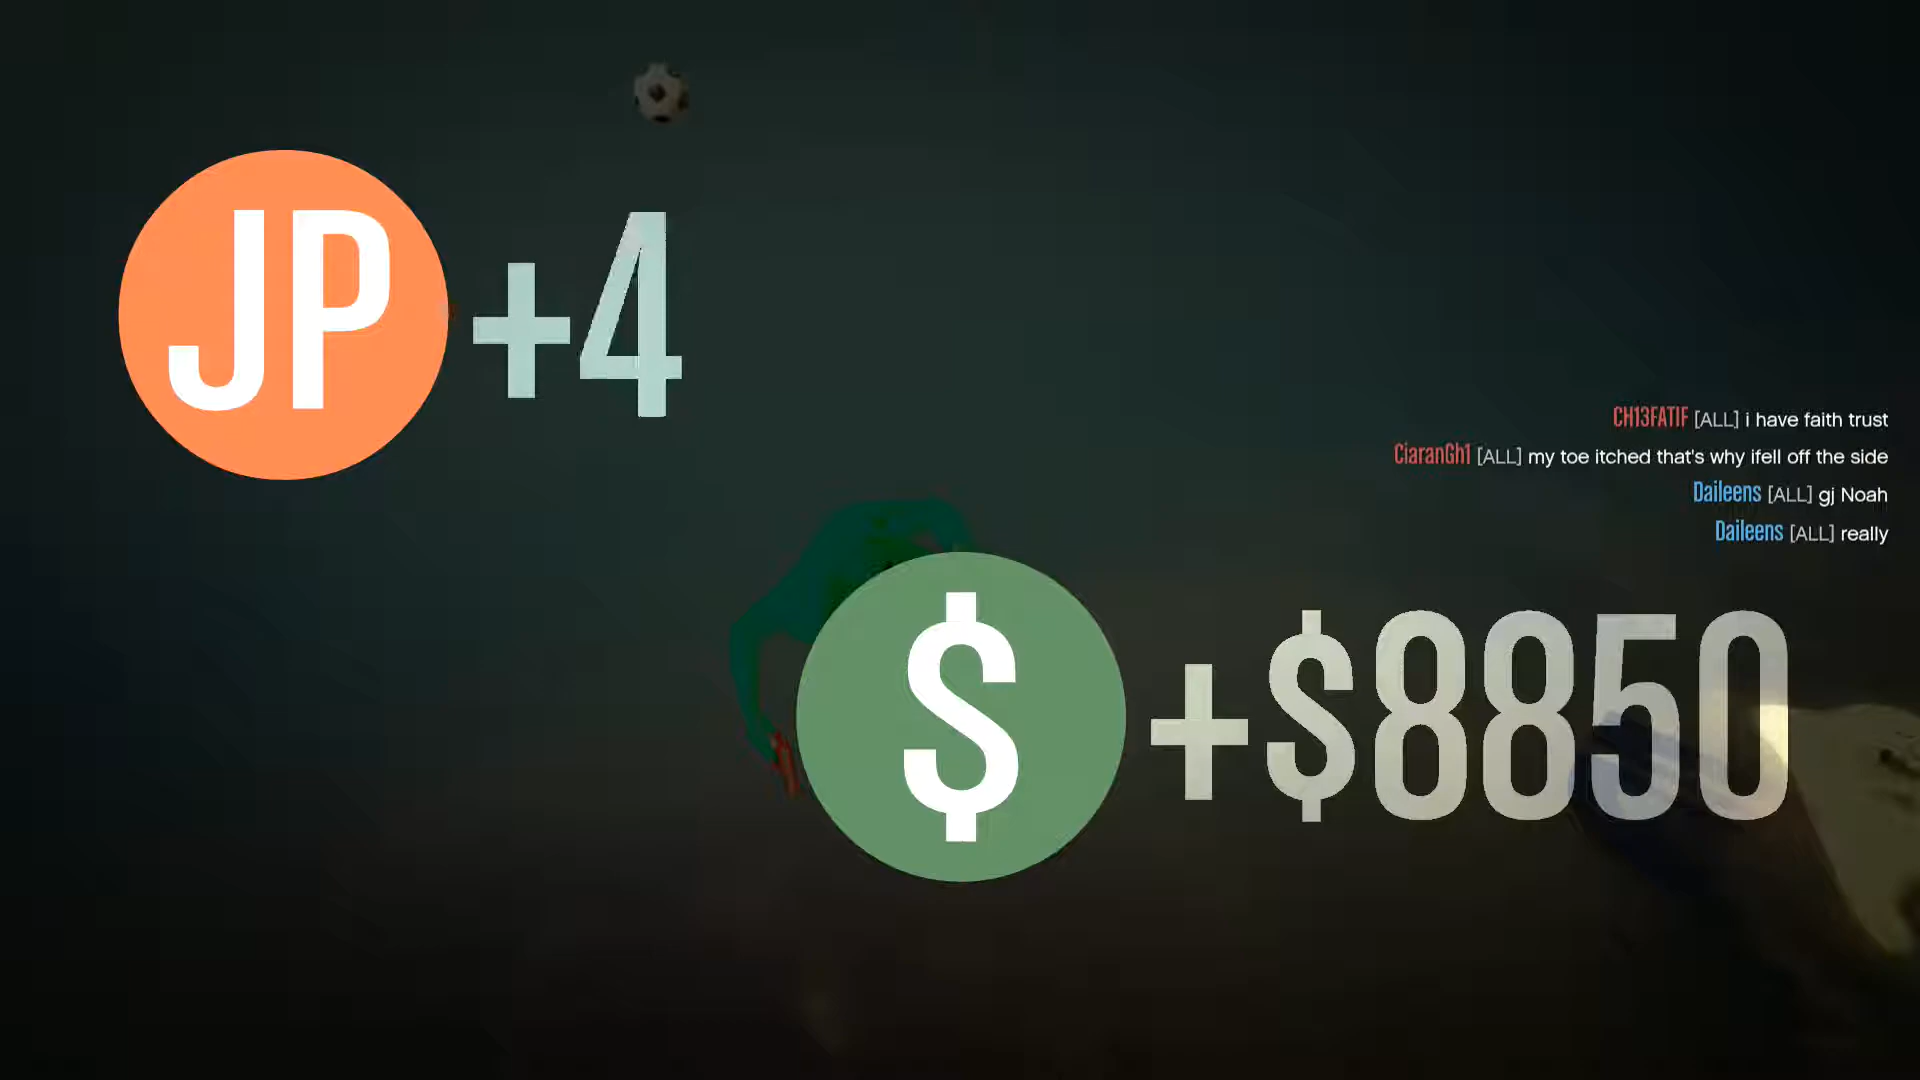 JP +4
CH13FATIF [ALL] i have faith trust
CiaranGh1 [ALL] my toe itched that's why ifell off the side
Daileens [ALL] gj Noah
Daileens [ALL] really
$ +$8850